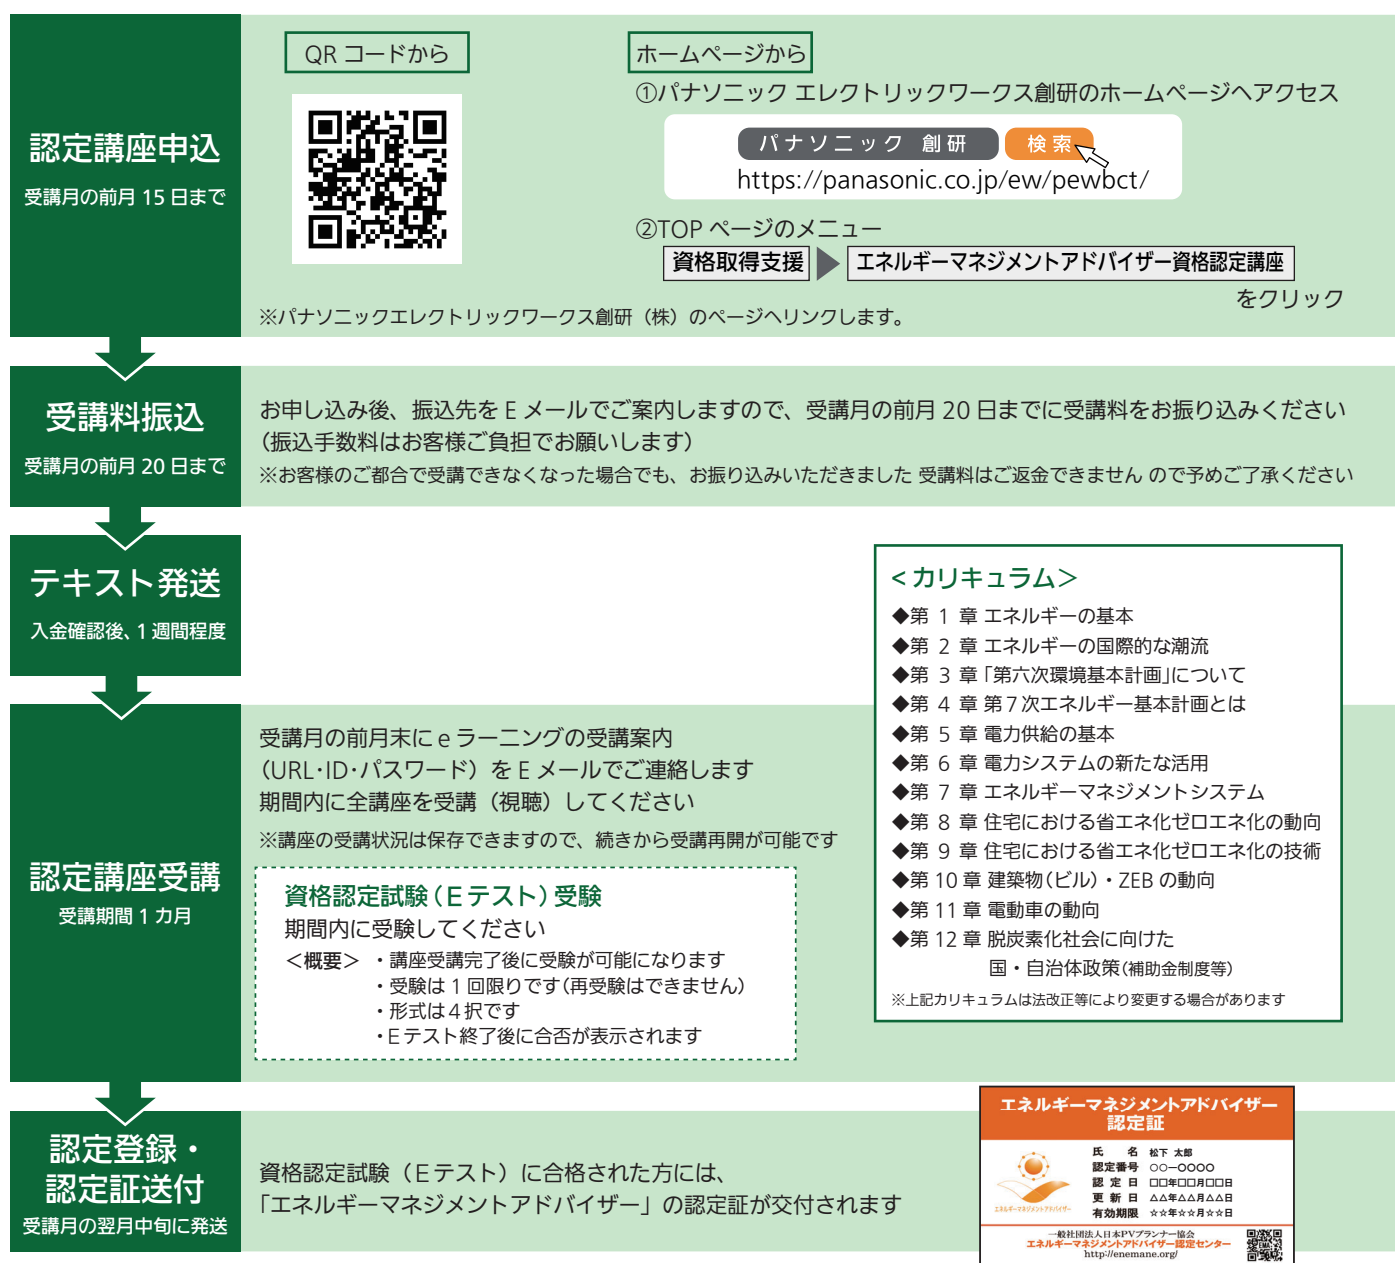 認定講座申込
受講月の前月 15 日まで
QR コードから
ホームページから
①パナソニック エレクトリックワークス創研のホームページへアクセス
パナソニック 創研 検索
https://panasonic.co.jp/ew/pewbct/
②TOP ページのメニュー
資格取得支援 エネルギーマネジメントアドバイザー資格認定講座
をクリック
※パナソニックエレクトリックワークス創研（株）のページへリンクします。
受講料振込
受講月の前月 20 日まで
お申し込み後、振込先を E メールでご案内しますので、受講月の前月 20 日までに受講料をお振り込みください
（振込手数料はお客様ご負担でお願いします）
※お客様のご都合で受講できなくなった場合でも、お振り込みいただきました 受講料はご返金できません ので予めご了承ください
テキスト発送
入金確認後、1 週間程度
<カリキュラム>
◆第 1 章 エネルギーの基本
◆第 2 章 エネルギーの国際的な潮流
◆第 3 章 「第六次環境基本計画」について
◆第 4 章 第７次エネルギー基本計画とは
◆第 5 章 電力供給の基本
◆第 6 章 電力システムの新たな活用
◆第 7 章 エネルギーマネジメントシステム
◆第 8 章 住宅における省エネ化ゼロエネ化の動向
◆第 9 章 住宅における省エネ化ゼロエネ化の技術
◆第 10 章 建築物（ビル）・ZEB の動向
◆第 11 章 電動車の動向
◆第 12 章 脱炭素化社会に向けた
国・自治体政策（補助金制度等）
※上記カリキュラムは法改正等により変更する場合があります
認定講座受講
受講期間 1 カ月
受講月の前月末に e ラーニングの受講案内
（URL・ID・パスワード）を E メールでご連絡します
期間内に全講座を受講（視聴）してください
※講座の受講状況は保存できますので、続きから受講再開が可能です
資格認定試験（Ｅテスト）受験
期間内に受験してください
＜概要＞ ・講座受講完了後に受験が可能になります
・受験は 1 回限りです（再受験はできません）
・形式は４択です
・Ｅテスト終了後に合否が表示されます
認定登録・
認定証送付
受講月の翌月中旬に発送
資格認定試験（Ｅテスト）に合格された方には、
「エネルギーマネジメントアドバイザー」の認定証が交付されます
エネルギーマネジメントアドバイザー
認定証
氏 名 松下 太郎
認定番号 ○○－○○○○
認定日 □□年□□月□□日
更新日 △△年△△月△△日
有効期限 ☆☆年☆☆月☆☆日
エネルギーマネジメントアドバイザー
一般社団法人日本PVプランナー協会
エネルギーマネジメントアドバイザー認定センター
http://enemane.org/